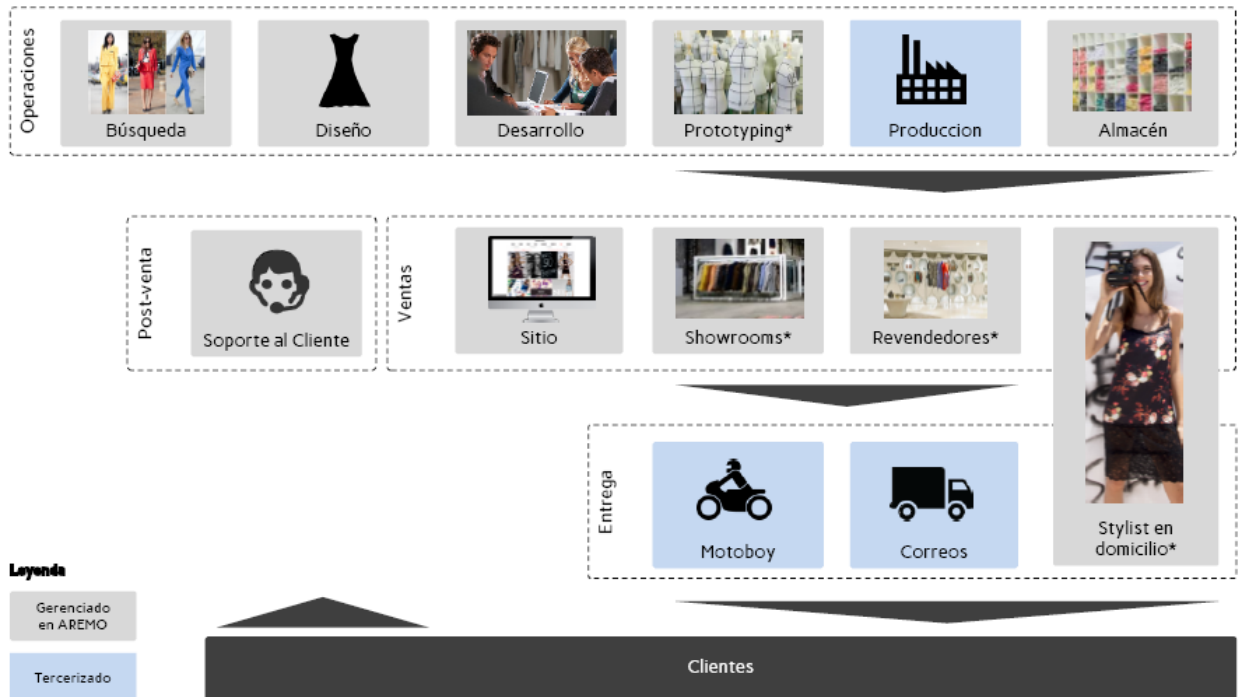 Operaciones
Búsqueda
Diseño
Desarrollo
Prototyping*
Produccion
Almacén
Post-venta
Soporte al Cliente
Ventas
Sitio
Showrooms*
Revendedores*
Stylist en
domicilio*
Entrega
Motoboy
Correos
Leyenda
Gerenciado
en AREMO
Tercerizado
Clientes